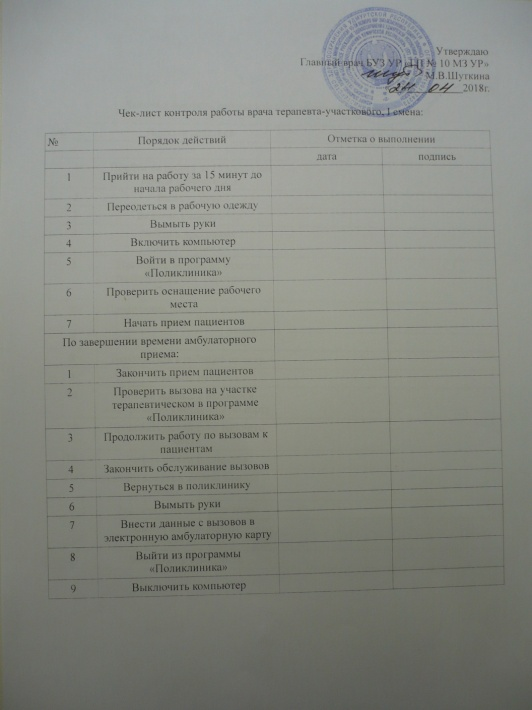 Утверждаю
Главный врач БУЗ УР «ГП № 10 МЗ УР»
М.В.Шуткина
24 04 2018г.
Чек-лист контроля работы врача терапевта-участкового, I смена:
№ Порядок действий Отметка о выполнении
дата подпись
1 Прийти на работу за 15 минут до
начала рабочего дня
2 Переодеться в рабочую одежду
3 Вымыть руки
4 Включить компьютер
5 Войти в программу
«Поликлиника»
6 Проверить оснащение рабочего
места
7 Начать прием пациентов
По завершении времени амбулаторного
приема:
1 Закончить прием пациентов
2 Проверить вызова на участке
терапевтическом в программе
«Поликлиника»
3 Продолжить работу по вызовам к
пациентам
4 Закончить обслуживание вызовов
5 Вернуться в поликлинику
6 Вымыть руки
7 Внести данные с вызовов в
электронную амбулаторную карту
8 Выйти из программы
«Поликлиника»
9 Выключить компьютер